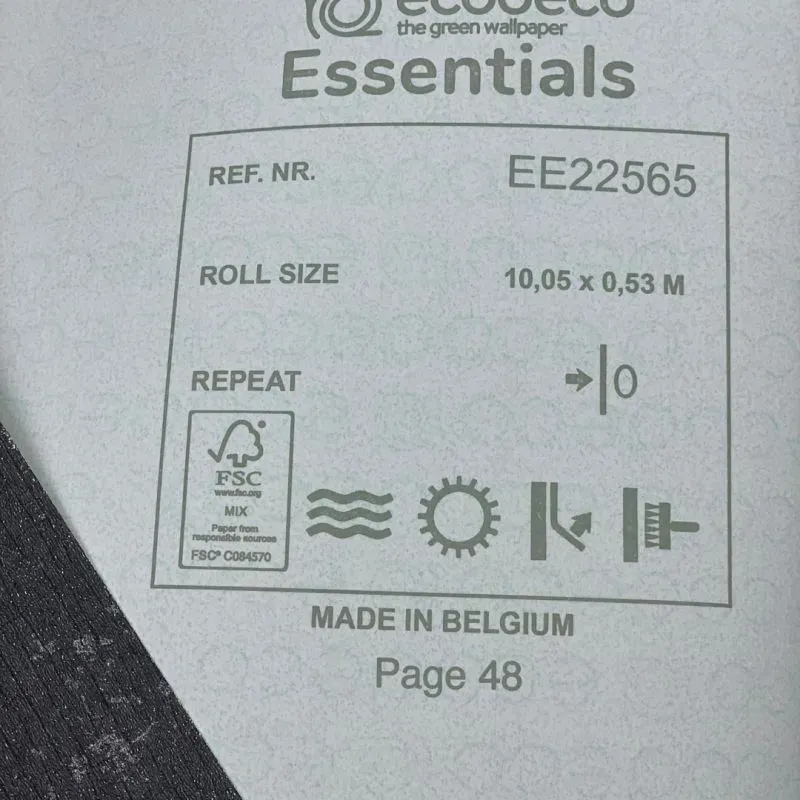 ecodeco
the green wallpaper
Essentials
REF. NR. EE22565
ROLL SIZE 10,05 x 0,53 M
REPEAT 0
FSC
www.fsc.org
MIX
Paper from
responsible sources
FSC® C084570
MADE IN BELGIUM
Page 48